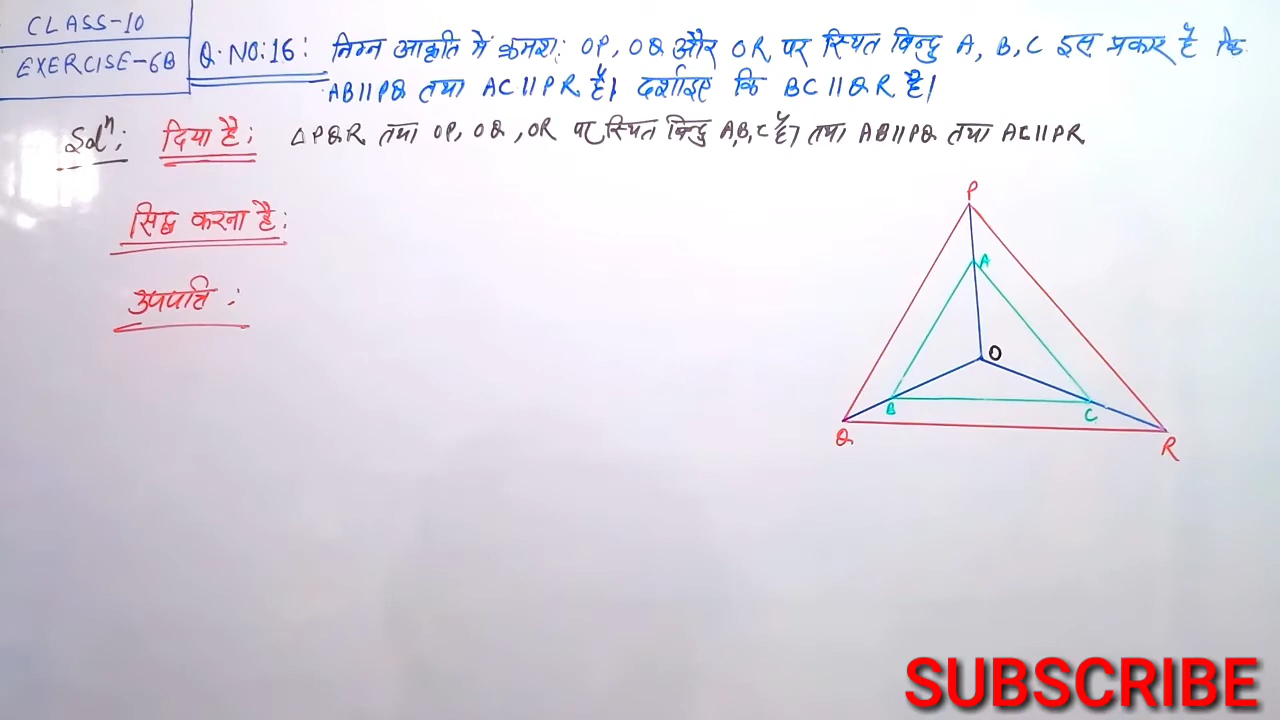 CLASS-10
EXERCISE-6B
Q.NO:16: निम्न आकृति में क्रमश: OP, OQ और OR पर स्थित बिन्दु A, B, C इस प्रकार है कि
AB||PQ तथा AC||PR है। दर्शाइए कि BC||QR है।
Solⁿ: दिया है: △PQR तथा OP, OQ, OR पर स्थित बिन्दु A,B,C है। तथा AB||PQ तथा AC||PR
सिद्ध करना है:
उपपत्ति :
P
A
O
B
C
Q
R
SUBSCRIBE